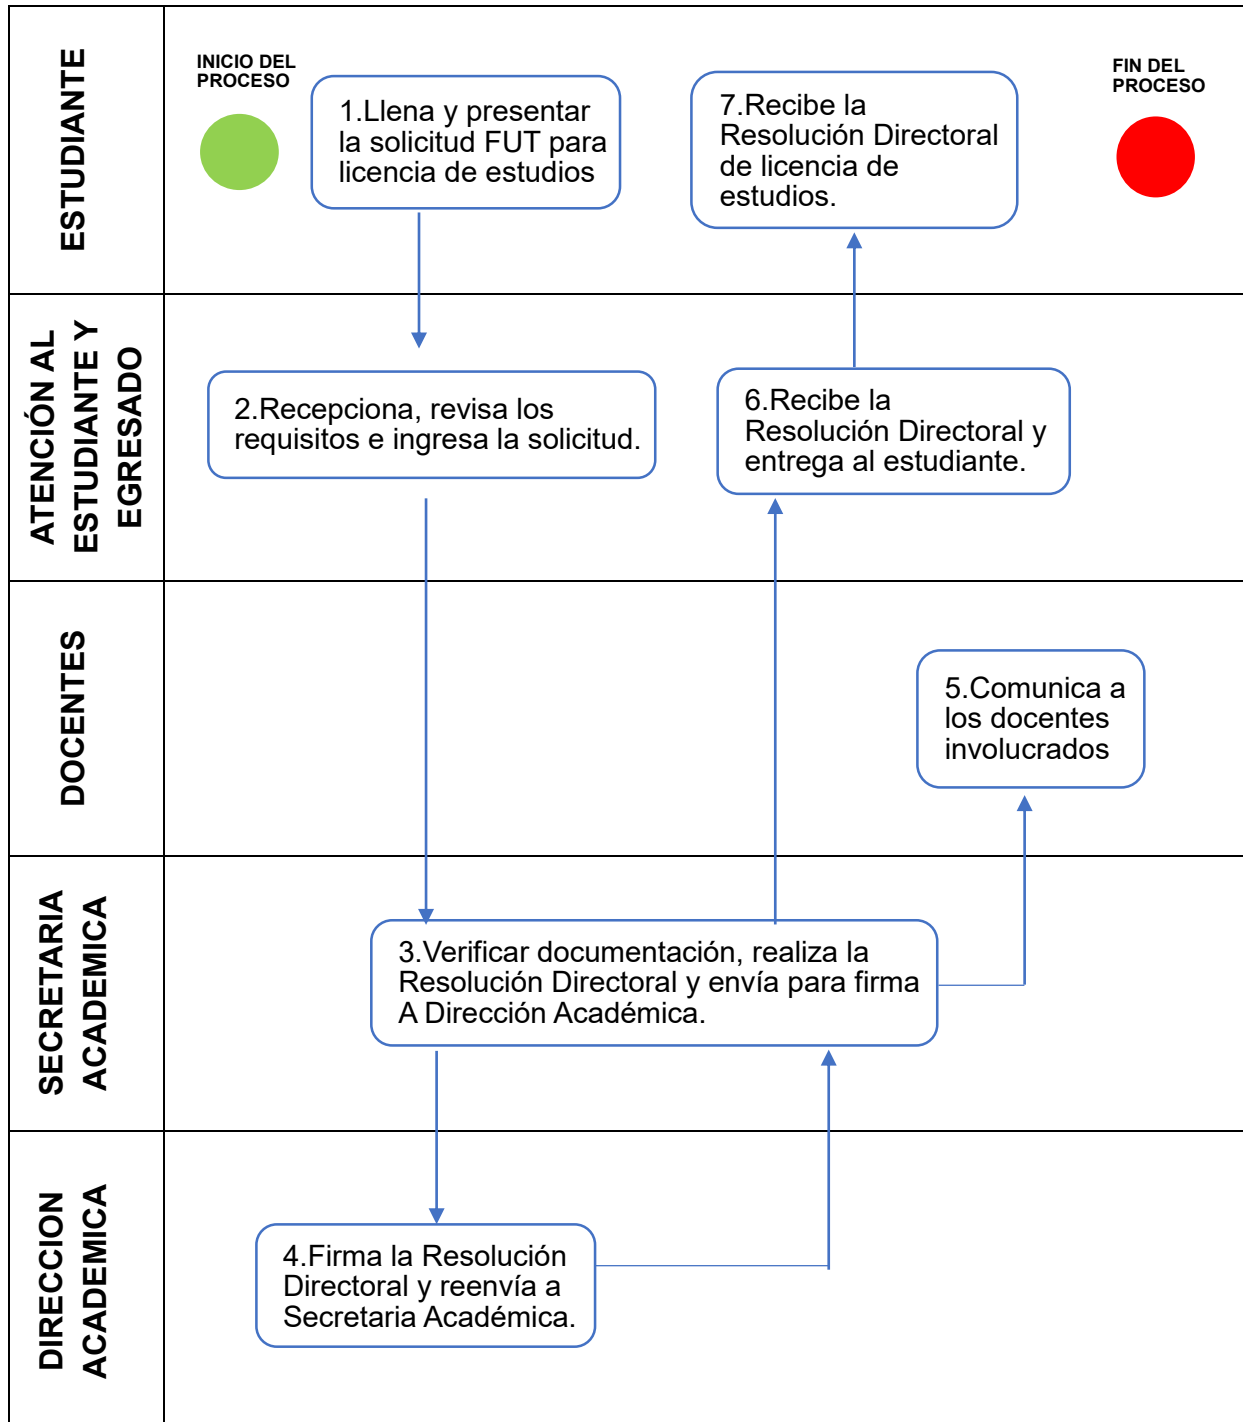 ESTUDIANTE
INICIO DEL
PROCESO
1.Llena y presentar
la solicitud FUT para
licencia de estudios
7.Recibe la
Resolución Directoral
de licencia de
estudios.
FIN DEL
PROCESO
ATENCIÓN AL
ESTUDIANTE Y
EGRESADO
2.Recepciona, revisa los
requisitos e ingresa la solicitud.
6.Recibe la
Resolución Directoral y
entrega al estudiante.
DOCENTES
5.Comunica a
los docentes
involucrados
SECRETARIA
ACADEMICA
3.Verificar documentación, realiza la
Resolución Directoral y envía para firma
A Dirección Académica.
DIRECCION
ACADEMICA
4.Firma la Resolución
Directoral y reenvía a
Secretaria Académica.